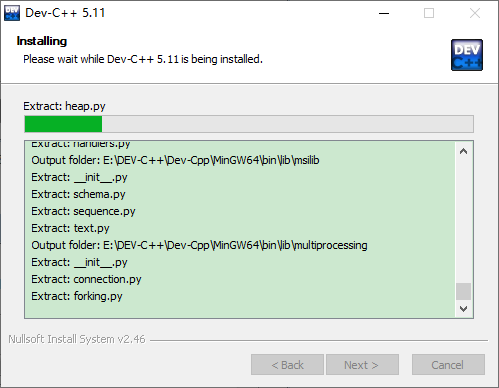 Dev-C++ 5.11
Installing
Please wait while Dev-C++ 5.11 is being installed.
DEV
C++
Extract: heap.py
Extract: handlers.py
Output folder: E:\DEV-C++\Dev-Cpp\MinGW64\bin\lib\msilib
Extract: __init__.py
Extract: schema.py
Extract: sequence.py
Extract: text.py
Output folder: E:\DEV-C++\Dev-Cpp\MinGW64\bin\lib\multiprocessing
Extract: __init__.py
Extract: connection.py
Extract: forking.py
Nullsoft Install System v2.46
< Back
Next >
Cancel